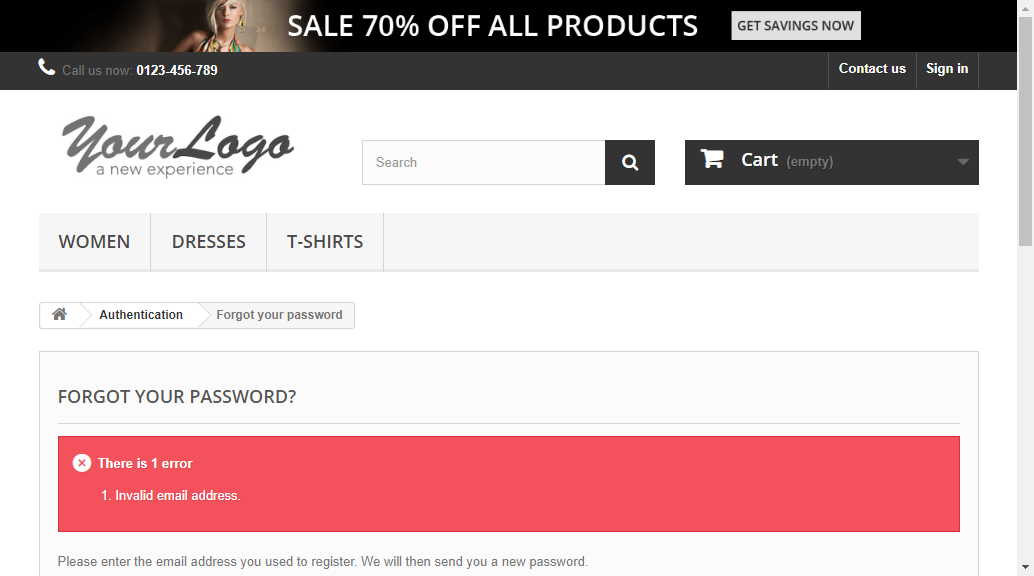 SALE 70% OFF ALL PRODUCTS GET SAVINGS NOW
Call us now: 0123-456-789 Contact us Sign in
YourLogo
a new experience
Search
Cart (empty)
WOMEN DRESSES T-SHIRTS
Authentication Forgot your password
FORGOT YOUR PASSWORD?
There is 1 error
1. Invalid email address.
Please enter the email address you used to register. We will then send you a new password.